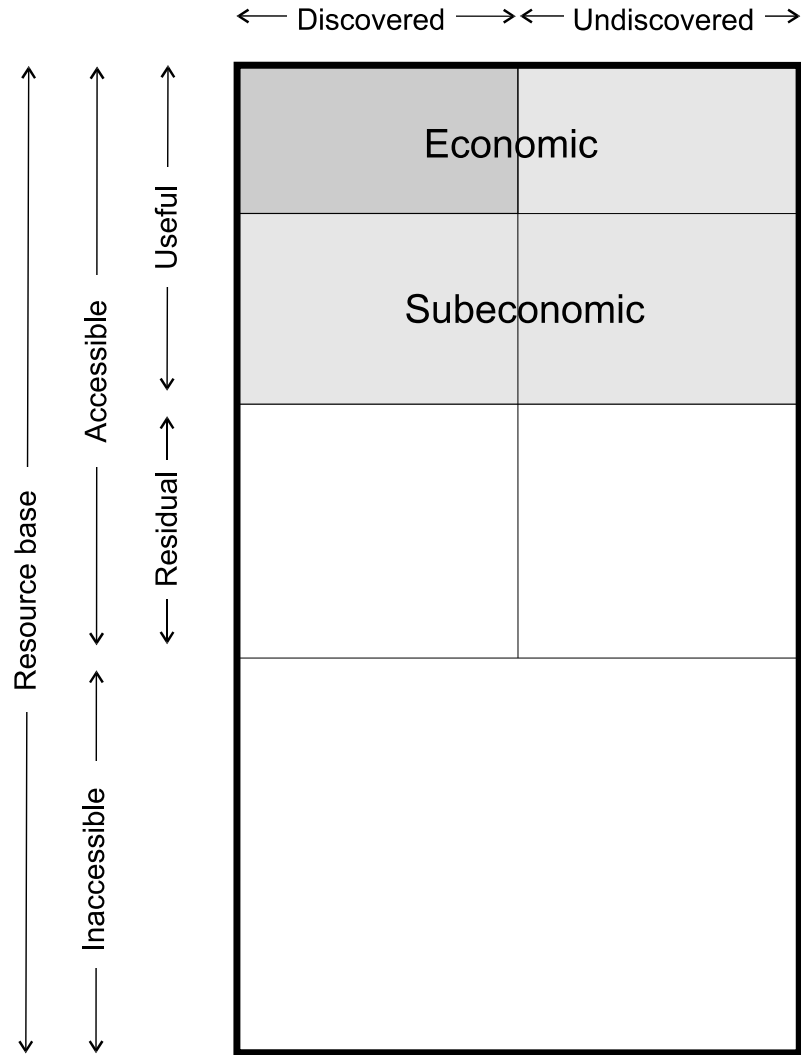 Discovered
Undiscovered
Economic
Subeconomic
Useful
Accessible
Residual
Resource base
Inaccessible